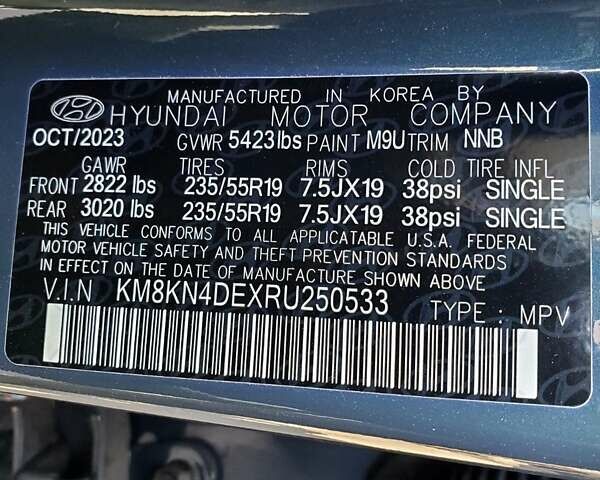 MANUFACTURED IN KOREA BY
HYUNDAI MOTOR COMPANY
OCT/2023 GVWR 5423lbs PAINT M9U TRIM NNB
GAWR TIRES RIMS COLD TIRE INFL
FRONT 2822 lbs 235/55R19 7.5JX19 38psi SINGLE
REAR 3020 lbs 235/55R19 7.5JX19 38psi SINGLE
THIS VEHICLE CONFORMS TO ALL APPLICATABLE U.S.A. FEDERAL
MOTOR VEHICLE SAFETY AND THEFT PREVENTION STANDARDS
IN EFFECT ON THE DATE OF MANUFACTURE SHOWN ABOVE
V.I.N KM8KN4DEXRU250533
TYPE : MPV